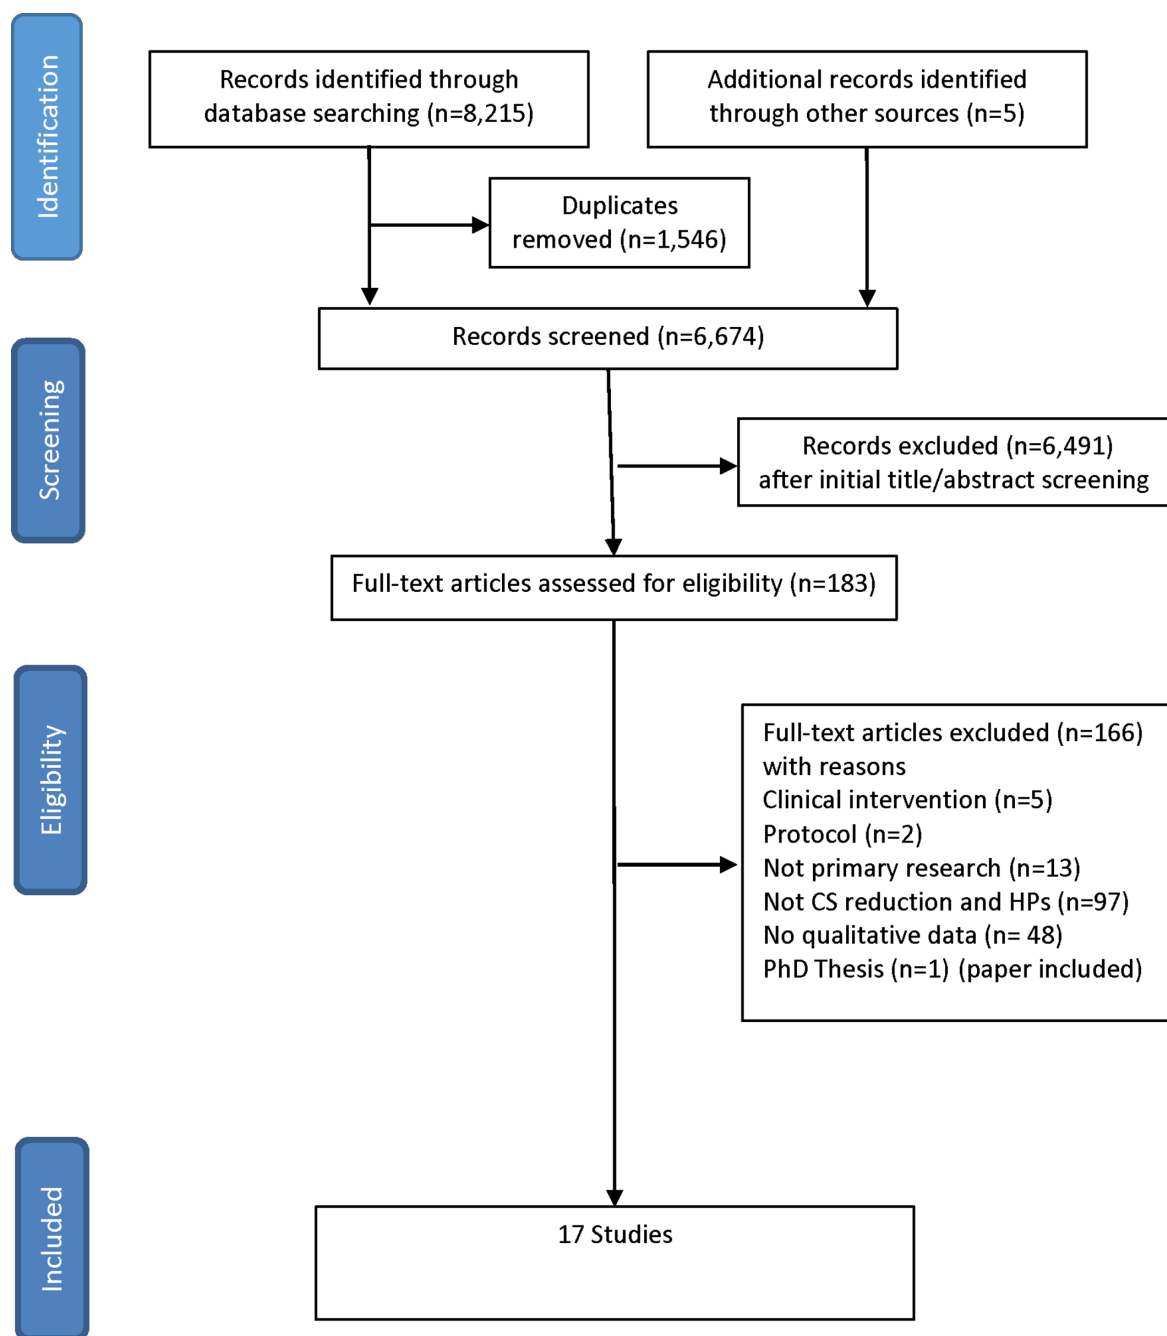 Identification
Records identified through
database searching (n=8,215)
Additional records identified
through other sources (n=5)
Duplicates
removed (n=1,546)
Screening
Records screened (n=6,674)
Records excluded (n=6,491)
after initial title/abstract screening
Full-text articles assessed for eligibility (n=183)
Eligibility
Full-text articles excluded (n=166)
with reasons
Clinical intervention (n=5)
Protocol (n=2)
Not primary research (n=13)
Not CS reduction and HPs (n=97)
No qualitative data (n= 48)
PhD Thesis (n=1) (paper included)
Included
17 Studies